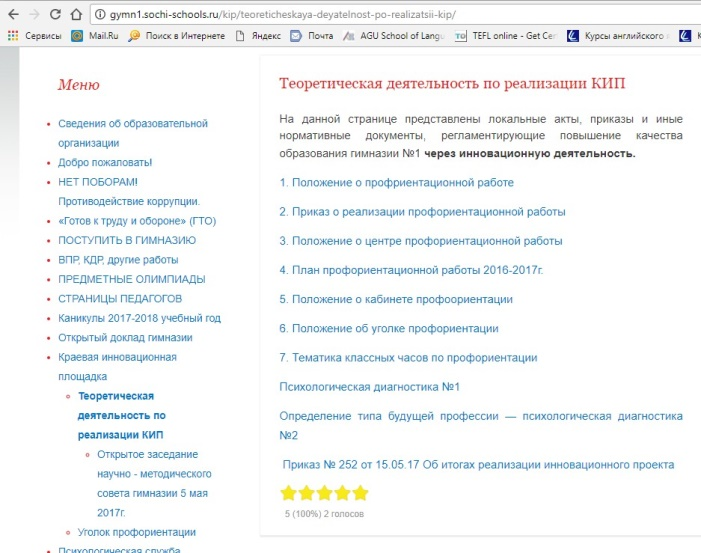 gymn1.sochi-schools.ru/kip/teoreticheskaya-deyatelnost-po-realizatsii-kip/
Сервисы Mail.Ru Поиск в Интернете Яндекс Почта AGU School of Langu TEFL online - Get Cer Курсы английского
Меню
Сведения об образовательной
организации
Добро пожаловать!
НЕТ ПОБОРАМ!
Противодействие коррупции.
«Готов к труду и обороне» (ГТО)
ПОСТУПИТЬ В ГИМНАЗИЮ
ВПР, КДР, другие работы
ПРЕДМЕТНЫЕ ОЛИМПИАДЫ
СТРАНИЦЫ ПЕДАГОГОВ
Каникулы 2017-2018 учебный год
Открытый доклад гимназии
Краевая инновационная
площадка
Теоретическая
деятельность по
реализации КИП
Открытое заседание
научно - методического
совета гимназии 5 мая
2017г.
Уголок профориентации
Психологическая служба
Теоретическая деятельность по реализации КИП
На данной странице представлены локальные акты, приказы и иные
нормативные документы, регламентирующие повышение качества
образования гимназии №1 через инновационную деятельность.
1. Положение о профриентационной работе
2. Приказ о реализации профориентационной работы
3. Положение о центре профориентационной работы
4. План профориентационной работы 2016-2017г.
5. Положение о кабинете профоориентации
6. Положение об уголке профориентации
7. Тематика классных часов по профориентации
Психологическая диагностика №1
Определение типа будущей профессии — психологическая диагностика
№2
Приказ № 252 от 15.05.17 Об итогах реализации инновационного проекта
5 (100%) 2 голосов